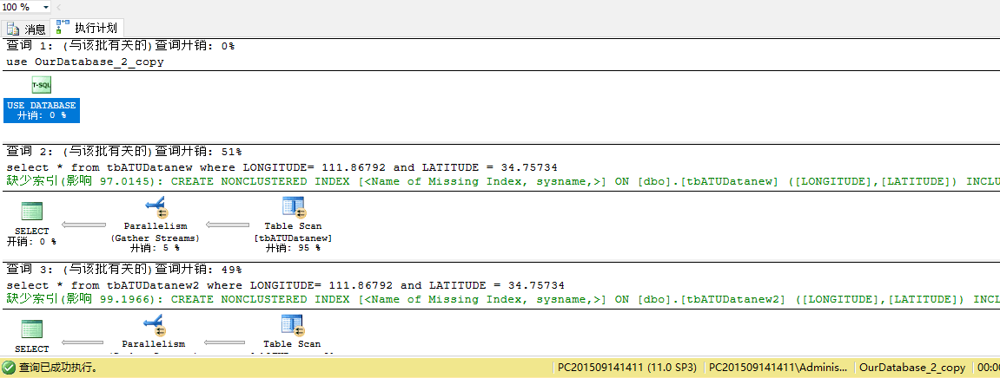 100 %
消息 执行计划
查询 1: (与该批有关的)查询开销: 0%
use OurDatabase_2_copy
T-SQL
USE DATABASE
开销: 0 %
查询 2: (与该批有关的)查询开销: 51%
select * from tbATUDatanew where LONGITUDE= 111.86792 and LATITUDE = 34.75734
缺少索引(影响 97.0145): CREATE NONCLUSTERED INDEX [<Name of Missing Index, sysname,>] ON [dbo].[tbATUDatanew] ([LONGITUDE],[LATITUDE]) INCLU
SELECT
开销: 0 %
Parallelism
(Gather Streams)
开销: 5 %
Table Scan
[tbATUDatanew]
开销: 95 %
查询 3: (与该批有关的)查询开销: 49%
select * from tbATUDatanew2 where LONGITUDE= 111.86792 and LATITUDE = 34.75734
缺少索引(影响 99.1966): CREATE NONCLUSTERED INDEX [<Name of Missing Index, sysname,>] ON [dbo].[tbATUDatanew2] ([LONGITUDE],[LATITUDE]) INCL
SELECT
Parallelism
Table Scan
查询已成功执行。 PC201509141411 (11.0 SP3) PC201509141411\Adminis... OurDatabase_2_copy 00:00